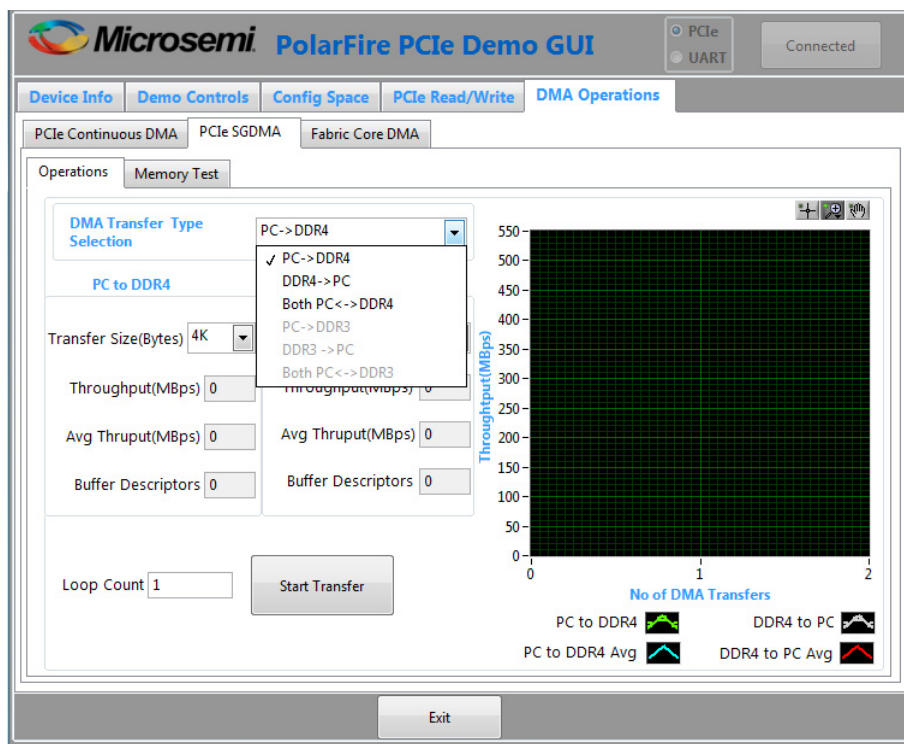 Microsemi.
PolarFire PCIe Demo GUI
PCIe
UART
Connected
Device Info
Demo Controls
Config Space
PCIe Read/Write
DMA Operations
PCIe Continuous DMA
PCIe SGDMA
Fabric Core DMA
Operations
Memory Test
DMA Transfer Type
Selection
PC->DDR4
✓ PC->DDR4
DDR4->PC
Both PC<->DDR4
PC->DDR3
DDR3 ->PC
Both PC<->DDR3
PC to DDR4
Transfer Size(Bytes) 4K
Throughput(MBps) 0
Avg Thruput(MBps) 0
Buffer Descriptors 0
Throughput(MBps) 0
Avg Thruput(MBps) 0
Buffer Descriptors 0
Loop Count 1
Start Transfer
Throughtput(MBps)
550
500
450
400
350
300
250
200
150
100
50
0
0 1 2
No of DMA Transfers
PC to DDR4
DDR4 to PC
PC to DDR4 Avg
DDR4 to PC Avg
Exit